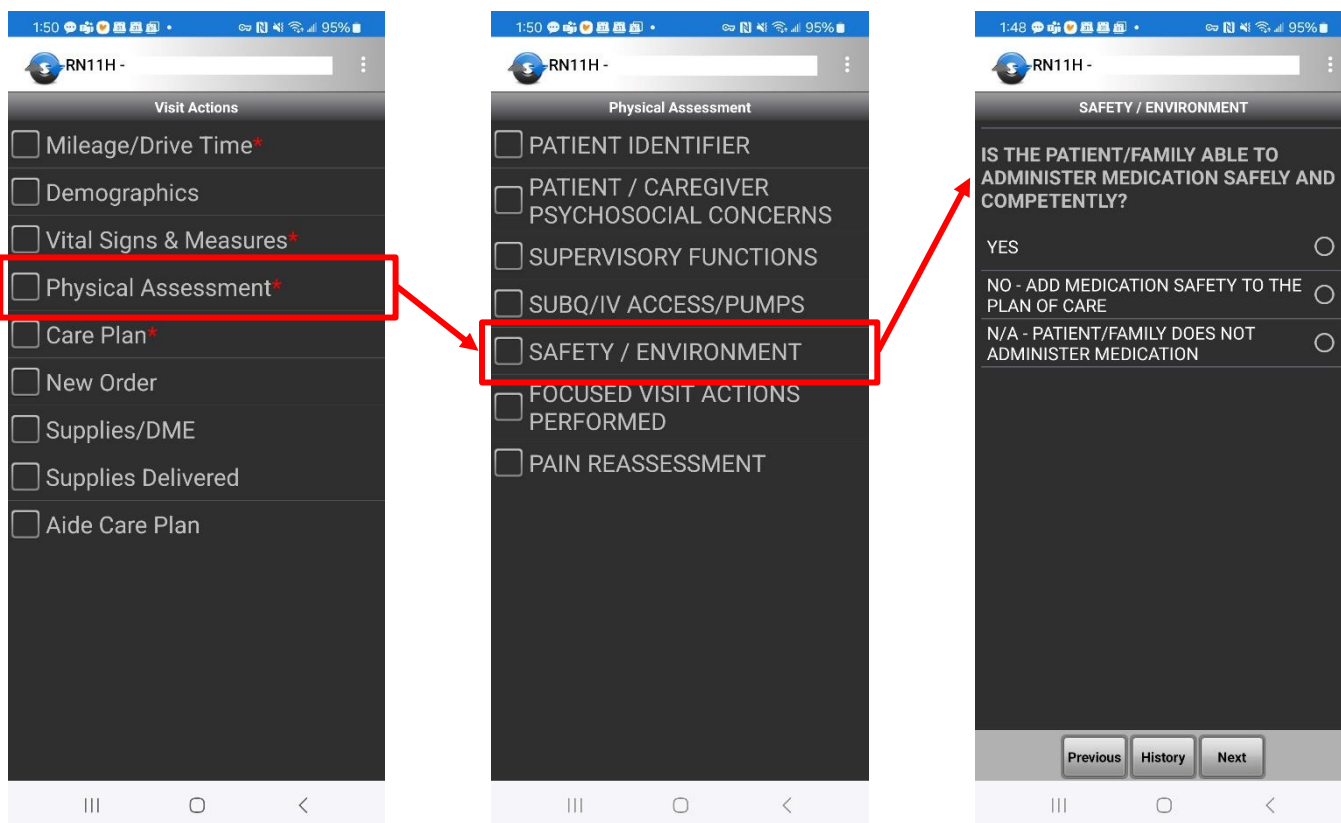 1:50
95%
RN11H -
Visit Actions
Mileage/Drive Time*
Demographics
Vital Signs & Measures*
Physical Assessment*
Care Plan*
New Order
Supplies/DME
Supplies Delivered
Aide Care Plan
1:50
95%
RN11H -
Physical Assessment
PATIENT IDENTIFIER
PATIENT / CAREGIVER
PSYCHOSOCIAL CONCERNS
SUPERVISORY FUNCTIONS
SUBQ/IV ACCESS/PUMPS
SAFETY / ENVIRONMENT
FOCUSED VISIT ACTIONS
PERFORMED
PAIN REASSESSMENT
1:48
95%
RN11H -
SAFETY / ENVIRONMENT
IS THE PATIENT/FAMILY ABLE TO
ADMINISTER MEDICATION SAFELY AND
COMPETENTLY?
YES
NO - ADD MEDICATION SAFETY TO THE
PLAN OF CARE
N/A - PATIENT/FAMILY DOES NOT
ADMINISTER MEDICATION
Previous History Next